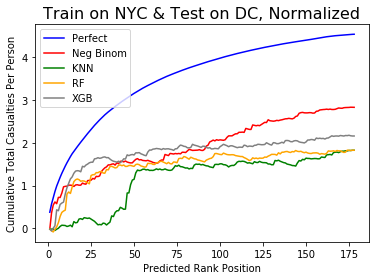 Train on NYC & Test on DC, Normalized
Cumulative Total Casualties Per Person
4
3
2
1
0
Perfect
Neg Binom
KNN
RF
XGB
0
25
50
75
100
125
150
175
Predicted Rank Position